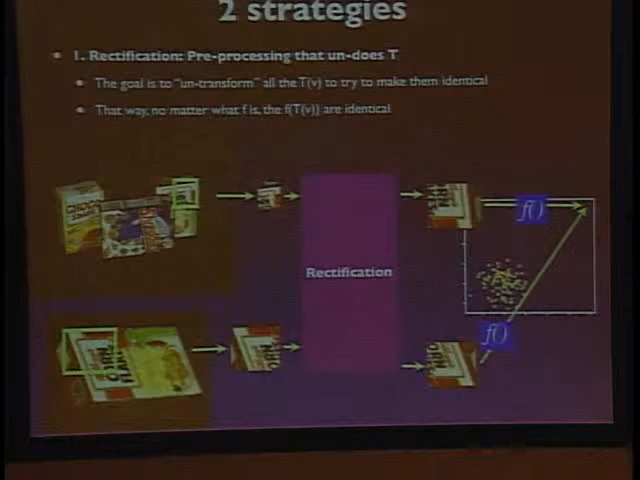 2 strategies
1. Rectification: Pre-processing that un-does T
The goal is to "un-transform" all the T(v) to try to make them identical
That way, no matter what f is, the f(T(v)) are identical
Rectification
f()
f()
CORN